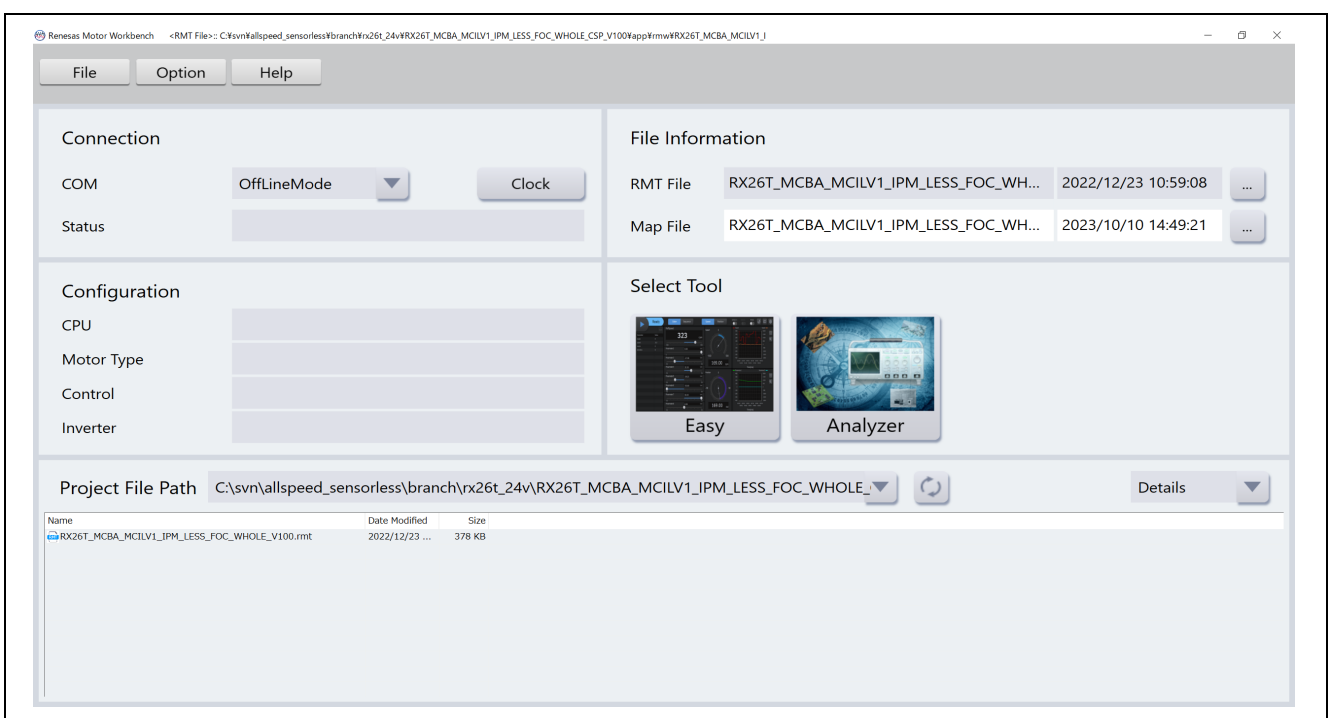 Renesas Motor Workbench <RMT File>:: C:¥svn¥allspeed_sensorless¥branch¥rx26t_24v¥RX26T_MCBA_MCILV1_IPM_LESS_FOC_WHOLE_CSP_V100¥app¥rmw¥RX26T_MCBA_MCILV1_I
File Option Help
Connection
COM OffLineMode Clock
Status
File Information
RMT File RX26T_MCBA_MCILV1_IPM_LESS_FOC_WH... 2022/12/23 10:59:08 ...
Map File RX26T_MCBA_MCILV1_IPM_LESS_FOC_WH... 2023/10/10 14:49:21 ...
Configuration
CPU
Motor Type
Control
Inverter
Select Tool
323
Easy Analyzer
Project File Path C:\svn\allspeed_sensorless\branch\rx26t_24v\RX26T_MCBA_MCILV1_IPM_LESS_FOC_WHOLE_ Details
Name Date Modified Size
RX26T_MCBA_MCILV1_IPM_LESS_FOC_WHOLE_V100.rmt 2022/12/23 ... 378 KB